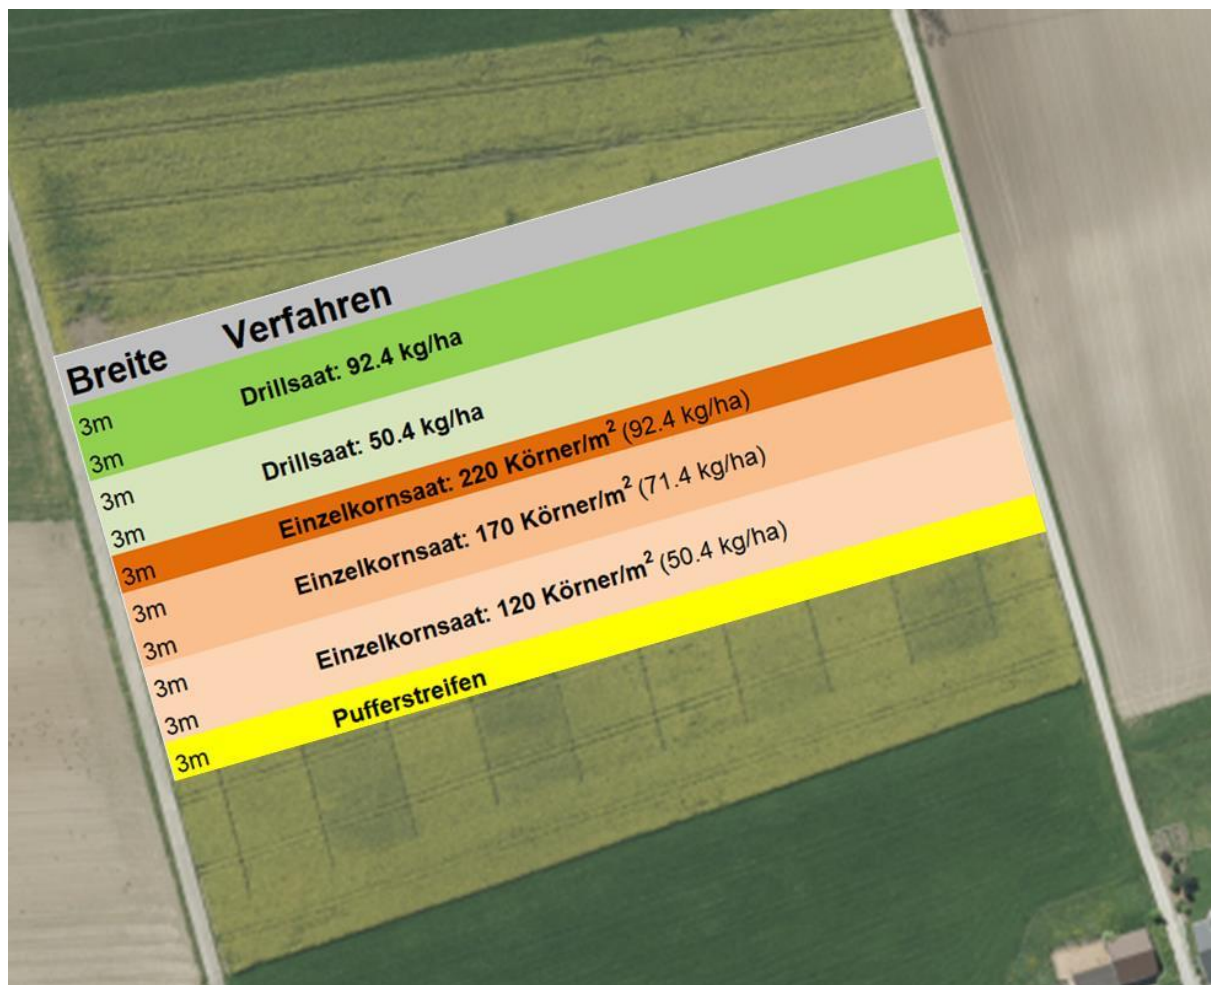 Breite Verfahren
3m Drillsaat: 92.4 kg/ha
3m
3m Drillsaat: 50.4 kg/ha
3m
3m Einzelkornsaat: 220 Körner/m² (92.4 kg/ha)
3m Einzelkornsaat: 170 Körner/m² (71.4 kg/ha)
3m
3m Einzelkornsaat: 120 Körner/m² (50.4 kg/ha)
3m
3m Pufferstreifen